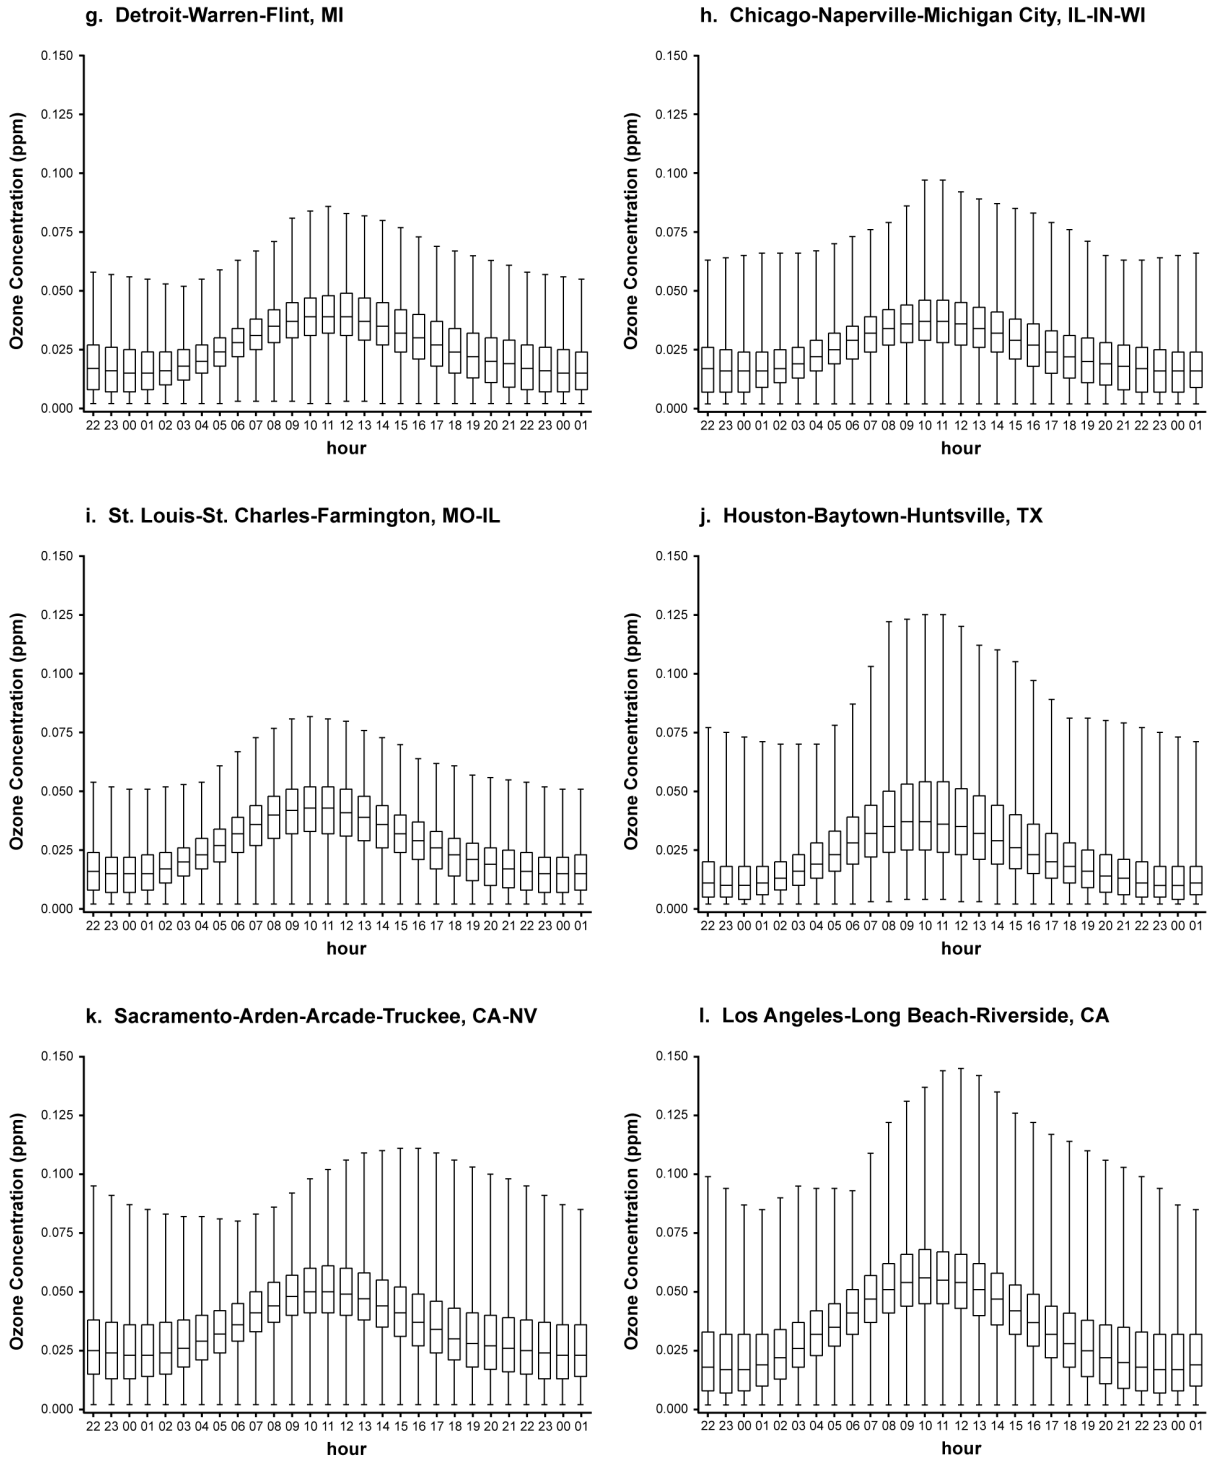 g. Detroit-Warren-Flint, MI
0.150
0.125
0.100
0.075
0.050
0.025
0.000
Ozone Concentration (ppm)
22 23 00 01 02 03 04 05 06 07 08 09 10 11 12 13 14 15 16 17 18 19 20 21 22 23 00 01
hour
h. Chicago-Naperville-Michigan City, IL-IN-WI
0.150
0.125
0.100
0.075
0.050
0.025
0.000
Ozone Concentration (ppm)
22 23 00 01 02 03 04 05 06 07 08 09 10 11 12 13 14 15 16 17 18 19 20 21 22 23 00 01
hour
i. St. Louis-St. Charles-Farmington, MO-IL
0.150
0.125
0.100
0.075
0.050
0.025
0.000
Ozone Concentration (ppm)
22 23 00 01 02 03 04 05 06 07 08 09 10 11 12 13 14 15 16 17 18 19 20 21 22 23 00 01
hour
j. Houston-Baytown-Huntsville, TX
0.150
0.125
0.100
0.075
0.050
0.025
0.000
Ozone Concentration (ppm)
22 23 00 01 02 03 04 05 06 07 08 09 10 11 12 13 14 15 16 17 18 19 20 21 22 23 00 01
hour
k. Sacramento-Arden-Arcade-Truckee, CA-NV
0.150
0.125
0.100
0.075
0.050
0.025
0.000
Ozone Concentration (ppm)
22 23 00 01 02 03 04 05 06 07 08 09 10 11 12 13 14 15 16 17 18 19 20 21 22 23 00 01
hour
l. Los Angeles-Long Beach-Riverside, CA
0.150
0.125
0.100
0.075
0.050
0.025
0.000
Ozone Concentration (ppm)
22 23 00 01 02 03 04 05 06 07 08 09 10 11 12 13 14 15 16 17 18 19 20 21 22 23 00 01
hour